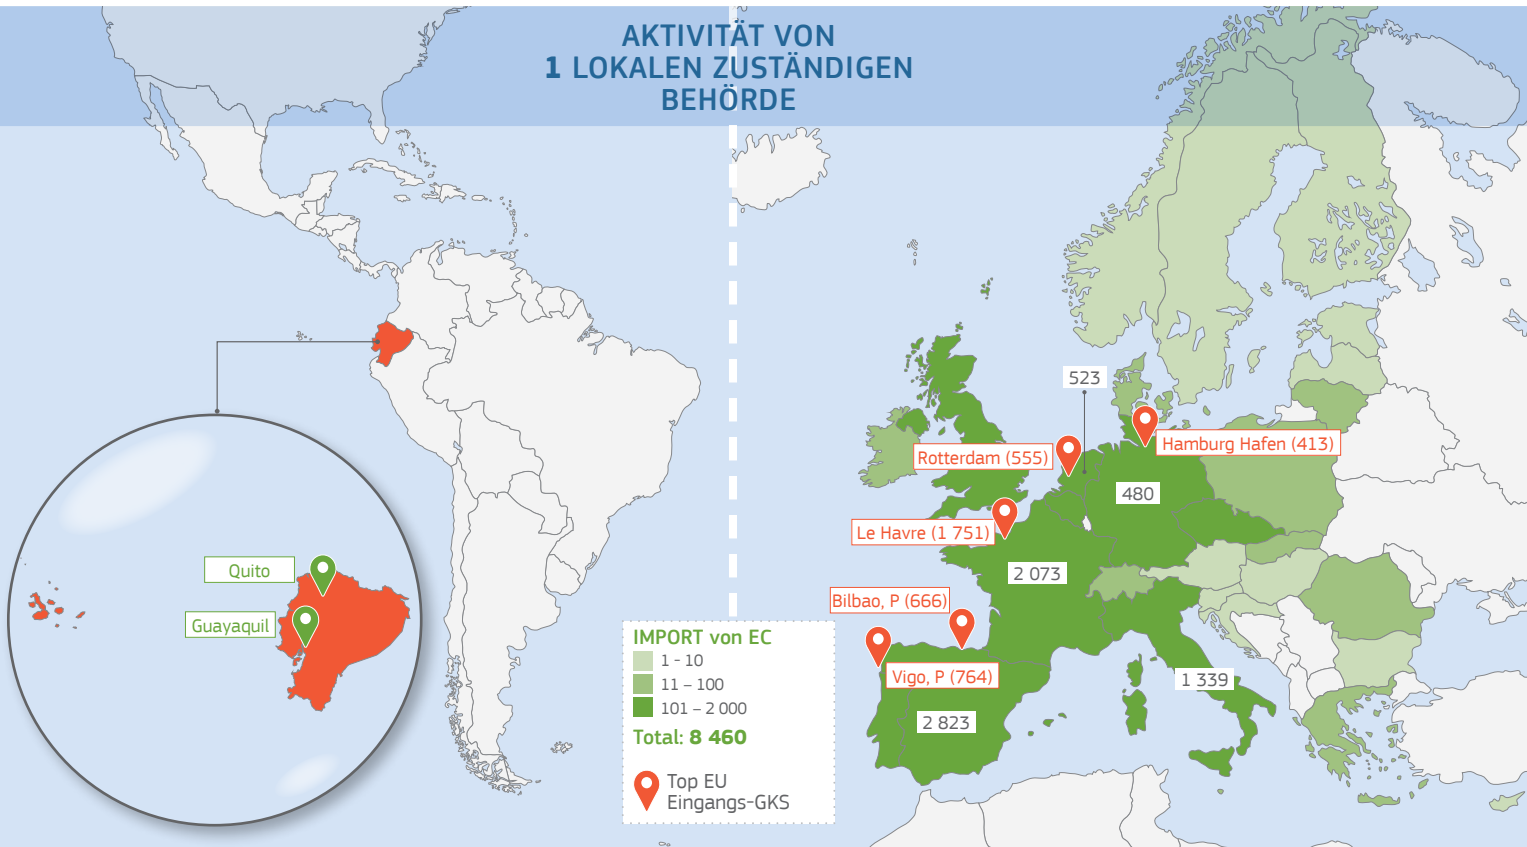 AKTIVITÄT VON
1 LOKALEN ZUSTÄNDIGEN
BEHÖRDE
523
Hamburg Hafen (413)
Rotterdam (555)
480
Le Havre (1 751)
2 073
Bilbao, P (666)
Vigo, P (764)
1 339
2 823
Quito
Guayaquil
IMPORT von EC
1 - 10
11 – 100
101 – 2 000
Total: 8 460
Top EU
Eingangs-GKS